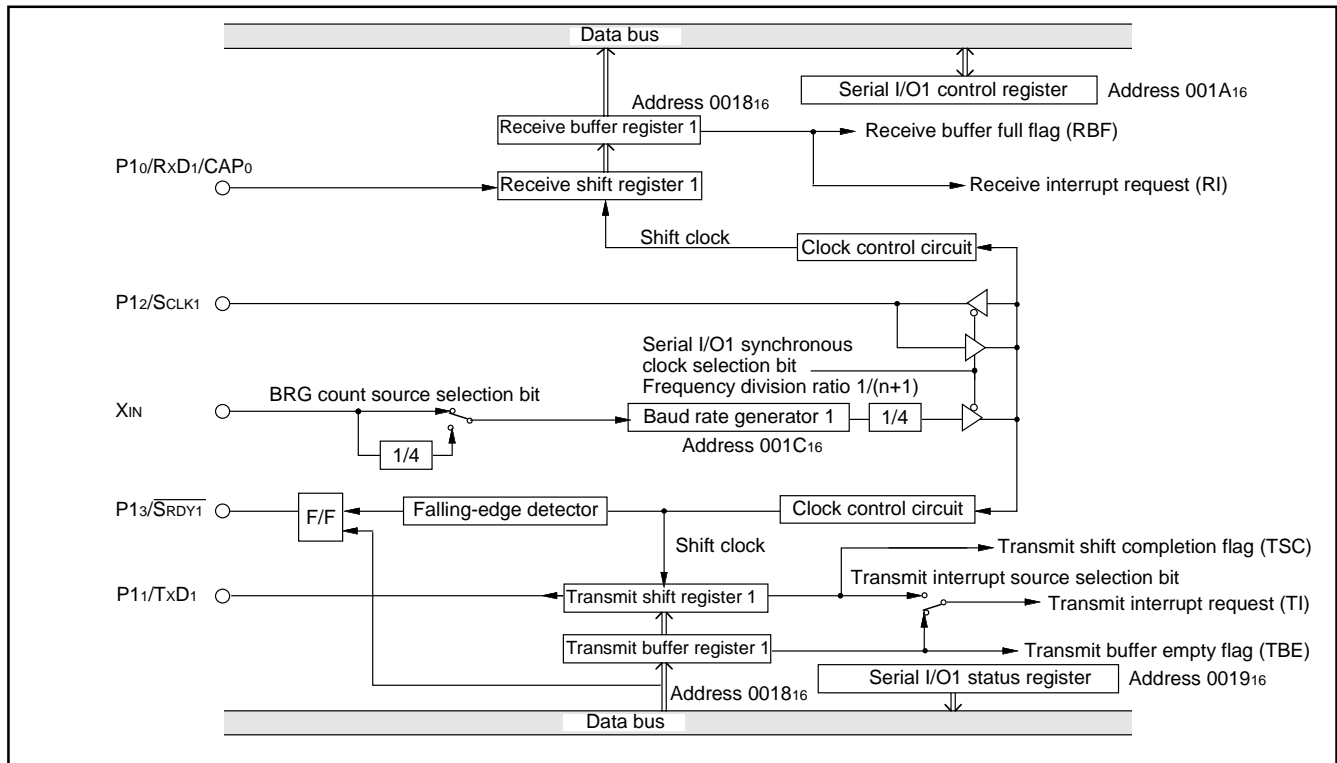 Data bus
Serial I/O1 control register Address 001A16
Address 001816
Receive buffer register 1 Receive buffer full flag (RBF)
P10/RxD1/CAP0
Receive shift register 1 Receive interrupt request (RI)
Shift clock Clock control circuit
P12/SCLK1
Serial I/O1 synchronous
clock selection bit
Frequency division ratio 1/(n+1)
BRG count source selection bit
XIN Baud rate generator 1 1/4
Address 001C16
1/4
P13/SRDY1 F/F Falling-edge detector Clock control circuit
Shift clock Transmit shift completion flag (TSC)
Transmit interrupt source selection bit
P11/TxD1 Transmit shift register 1 Transmit interrupt request (TI)
Transmit buffer register 1 Transmit buffer empty flag (TBE)
Address 001816 Serial I/O1 status register Address 001916
Data bus